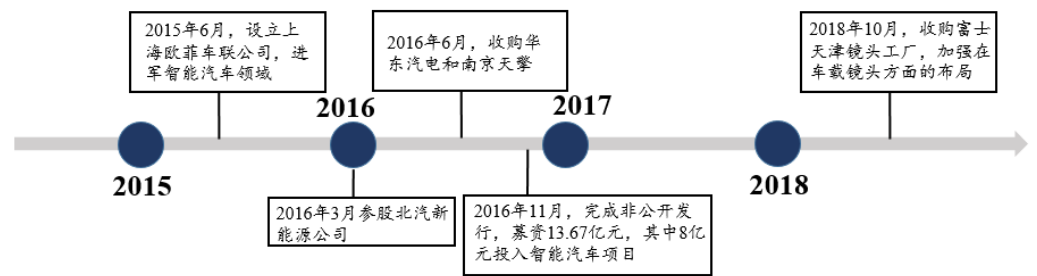 2015年6月，设立上
海欧菲车联公司，进
军智能汽车领域
2016年6月，收购华
东汽电和南京天擎
2018年10月，收购富士
天津镜头工厂，加强在
车载镜头方面的布局
2016
2017
2015
2018
2016年3月参股北汽新
能源公司
2016年11月，完成非公开发
行，募资13.67亿元，其中8亿
元投入智能汽车项目